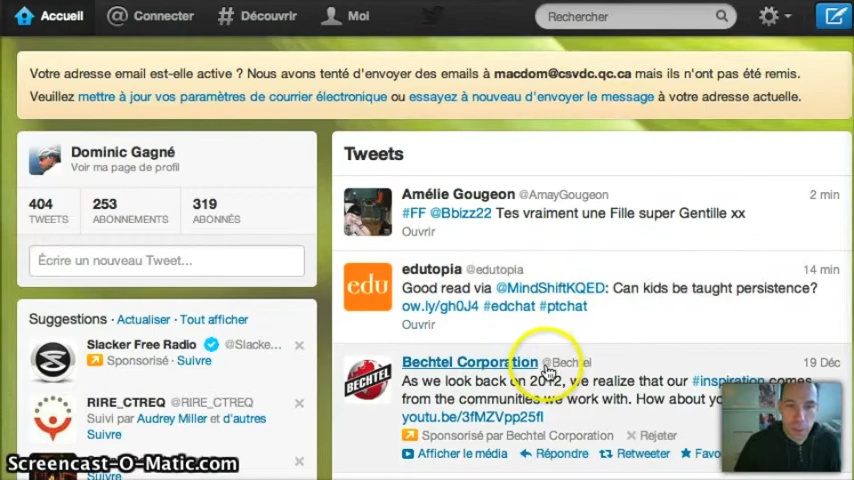 Accueil Connecter Découvrir Moi Rechercher
Votre adresse email est-elle active ? Nous avons tenté d'envoyer des emails à macdom@csvdc.qc.ca mais ils n'ont pas été remis.
Veuillez mettre à jour vos paramètres de courrier électronique ou essayez à nouveau d'envoyer le message à votre adresse actuelle.
Dominic Gagné
Voir ma page de profil
404 253 319
TWEETS ABONNEMENTS ABONNÉS
Écrire un nouveau Tweet...
Suggestions · Actualiser · Tout afficher
Slacker Free Radio @Slacke...
Sponsorisé · Suivre
RIRE_CTREQ @RIRE_CTREQ
Suivi par Audrey Miller et d'autres
Suivre
Tweets
Amélie Gougeon @AmayGougeon 2 min
#FF @Bbizz22 Tes vraiment une Fille super Gentille xx
Ouvrir
edu
edutopia @edutopia 14 min
Good read via @MindShiftKQED: Can kids be taught persistence?
ow.ly/gh0J4 #edchat #ptchat
Ouvrir
BECHTEL
Bechtel Corporation @Bechtel 19 Déc
As we look back on 2012, we realize that our #inspiration comes
from the communities we work with. How about
youtu.be/3fMZVpp25fI
Sponsorisé par Bechtel Corporation Rejeter
Afficher le média Répondre Retweeter
Screencast-O-Matic.com